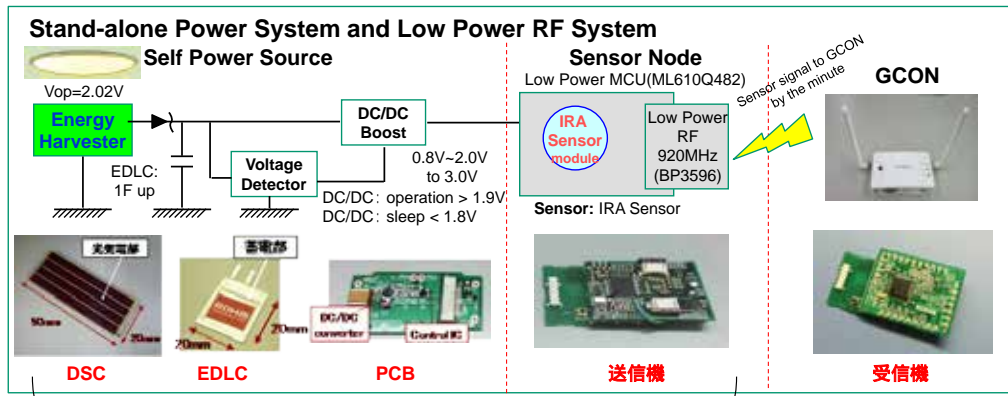 Stand-alone Power System and Low Power RF System
Self Power Source
Vop=2.02V
Energy
Harvester
EDLC:
1F up
Voltage
Detector
DC/DC
Boost
0.8V~2.0V
to 3.0V
DC/DC: operation > 1.9V
DC/DC: sleep < 1.8V
Sensor Node
Low Power MCU(ML610Q482)
IRA
Sensor
module
Low Power
RF
920MHz
(BP3596)
Sensor: IRA Sensor
Sensor signal to GCON
by the minute
GCON
20mm
蓄電部
ROHM
20mm
20mm
DC/DC
converter
Control IC
DSC
EDLC
PCB
送信機
受信機